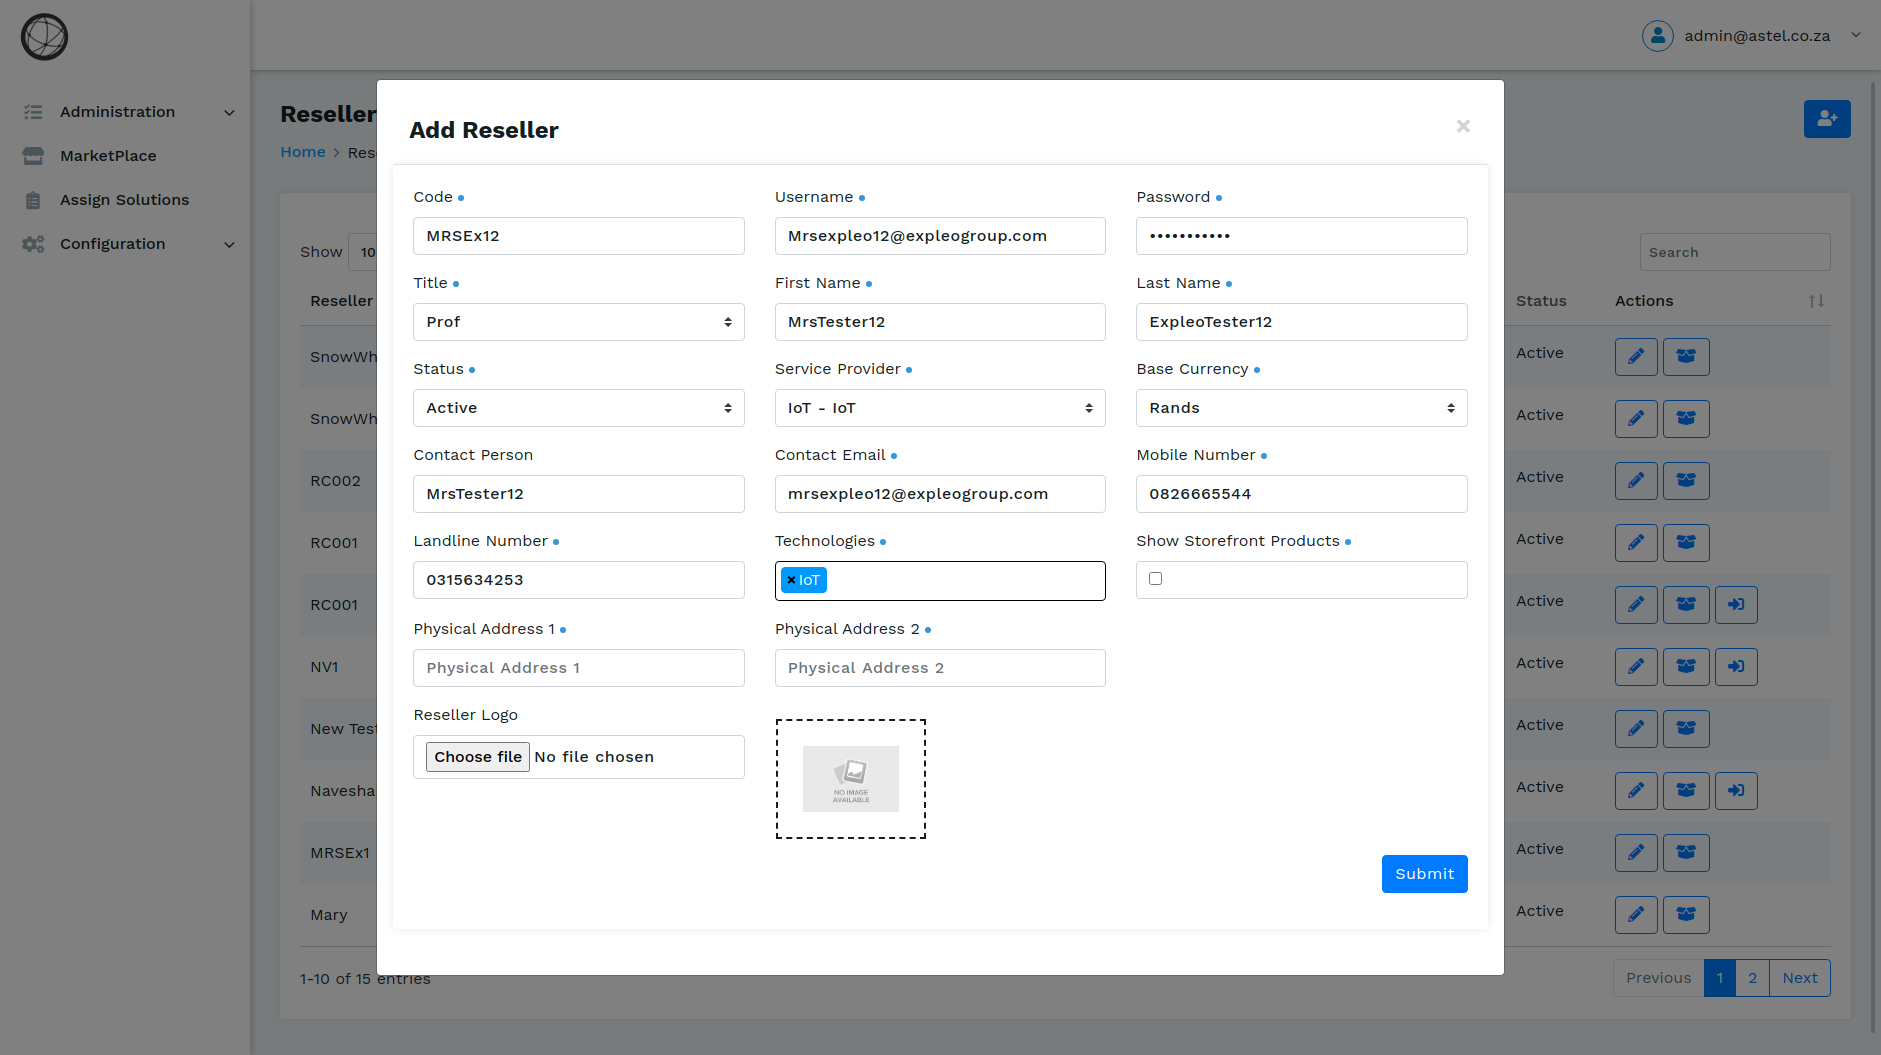 admin@astel.co.za
Administration
MarketPlace
Assign Solutions
Configuration
Reseller
Home > Res
Show 10
Search
Reseller
Status
Actions
SnowWh
Active
SnowWh
Active
RC002
Active
RC001
Active
RC001
Active
NV1
Active
New Test
Active
Navesha
Active
MRSEx1
Active
Mary
Active
1-10 of 15 entries
Previous 1 2 Next
Add Reseller
×
Code
Username
Password
MRSEx12
Mrsexpleo12@expleogroup.com
•••••••••••
Title
First Name
Last Name
Prof
MrsTester12
ExpleoTester12
Status
Service Provider
Base Currency
Active
IoT - IoT
Rands
Contact Person
Contact Email
Mobile Number
MrsTester12
mrsexpleo12@expleogroup.com
0826665544
Landline Number
Technologies
Show Storefront Products
0315634253
× IoT
Physical Address 1
Physical Address 2
Physical Address 1
Physical Address 2
Reseller Logo
Choose file No file chosen
NO IMAGE
AVAILABLE
Submit